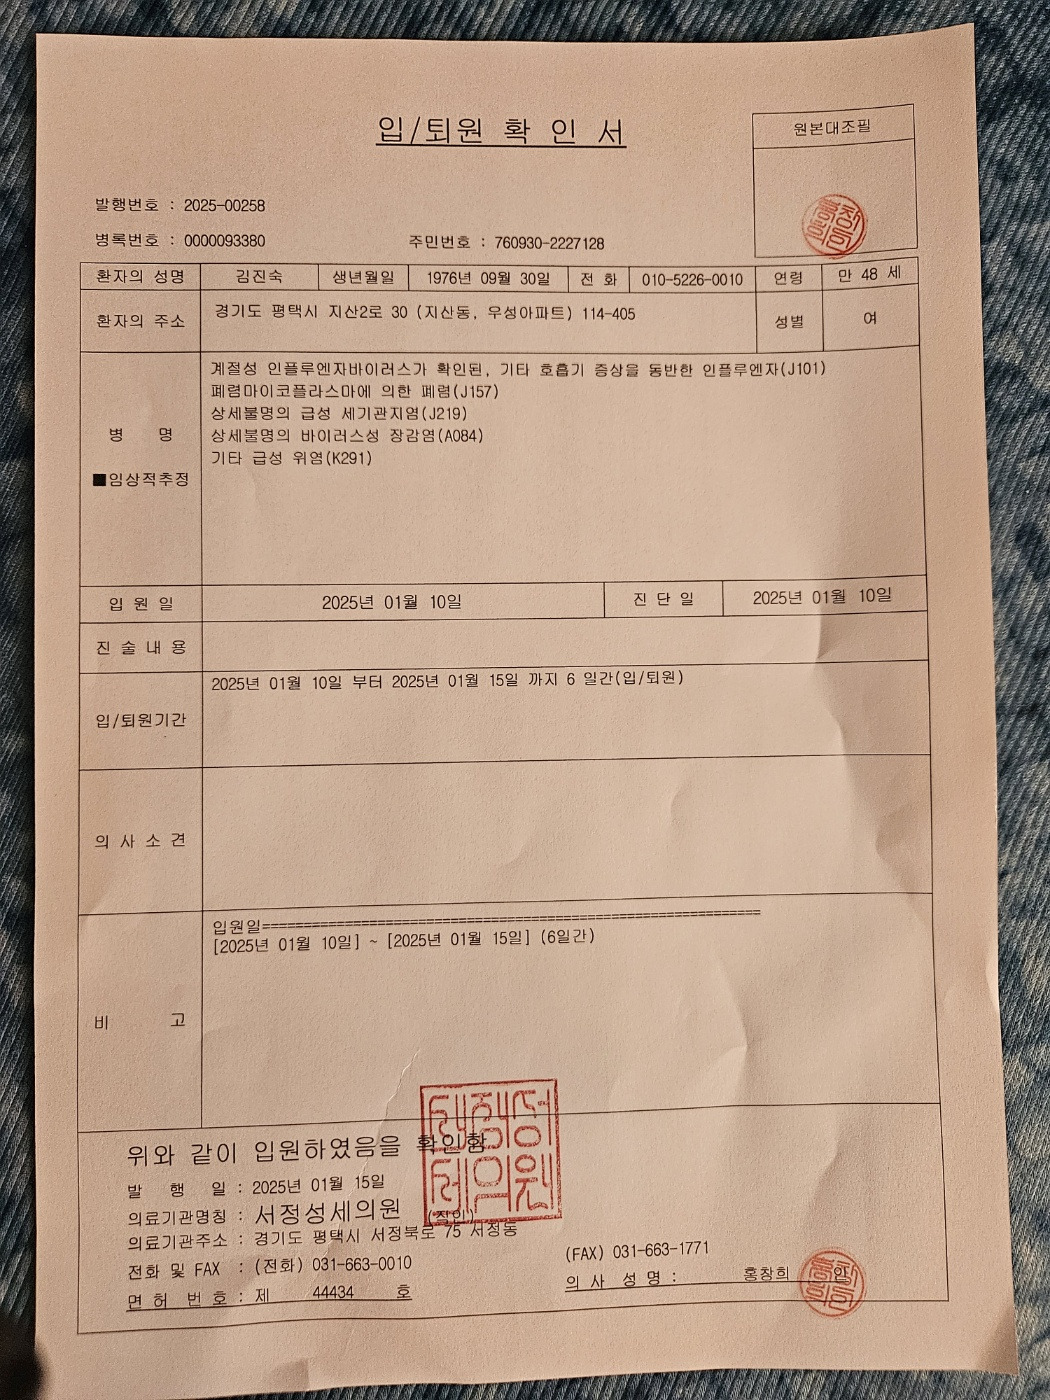 입/퇴원 확 인 서
원본대조필
발행번호 : 2025-00258
병록번호 : 0000093380 주민번호 : 760930-2227128
환자의 성명 김진숙 생년월일 1976년 09월 30일 전 화 010-5226-0010 연령 만 48 세
환자의 주소 경기도 평택시 지산2로 30 (지산동, 우성아파트) 114-405 성별 여
계절성 인플루엔자바이러스가 확인된, 기타 호흡기 증상을 동반한 인플루엔자(J101)
폐렴마이코플라스마에 의한 폐렴(J157)
상세불명의 급성 세기관지염(J219)
병 명 상세불명의 바이러스성 장감염(A084)
기타 급성 위염(K291)
■임상적추정
입 원 일 2025년 01월 10일 진 단 일 2025년 01월 10일
진 술 내 용
2025년 01월 10일 부터 2025년 01월 15일 까지 6 일간(입/퇴원)
입/퇴원기간
의 사 소 견
입원일==============================================================
[2025년 01월 10일] ~ [2025년 01월 15일] (6일간)
비 고
위와 같이 입원하였음을 확인함
발 행 일 : 2025년 01월 15일
의료기관명칭 : 서정성세의원 (직인)
의료기관주소 : 경기도 평택시 서정북로 75 서정동
전화 및 FAX : (전화) 031-663-0010 (FAX) 031-663-1771
면 허 번 호 : 제 44434 호 의 사 성 명 : 홍창희 인